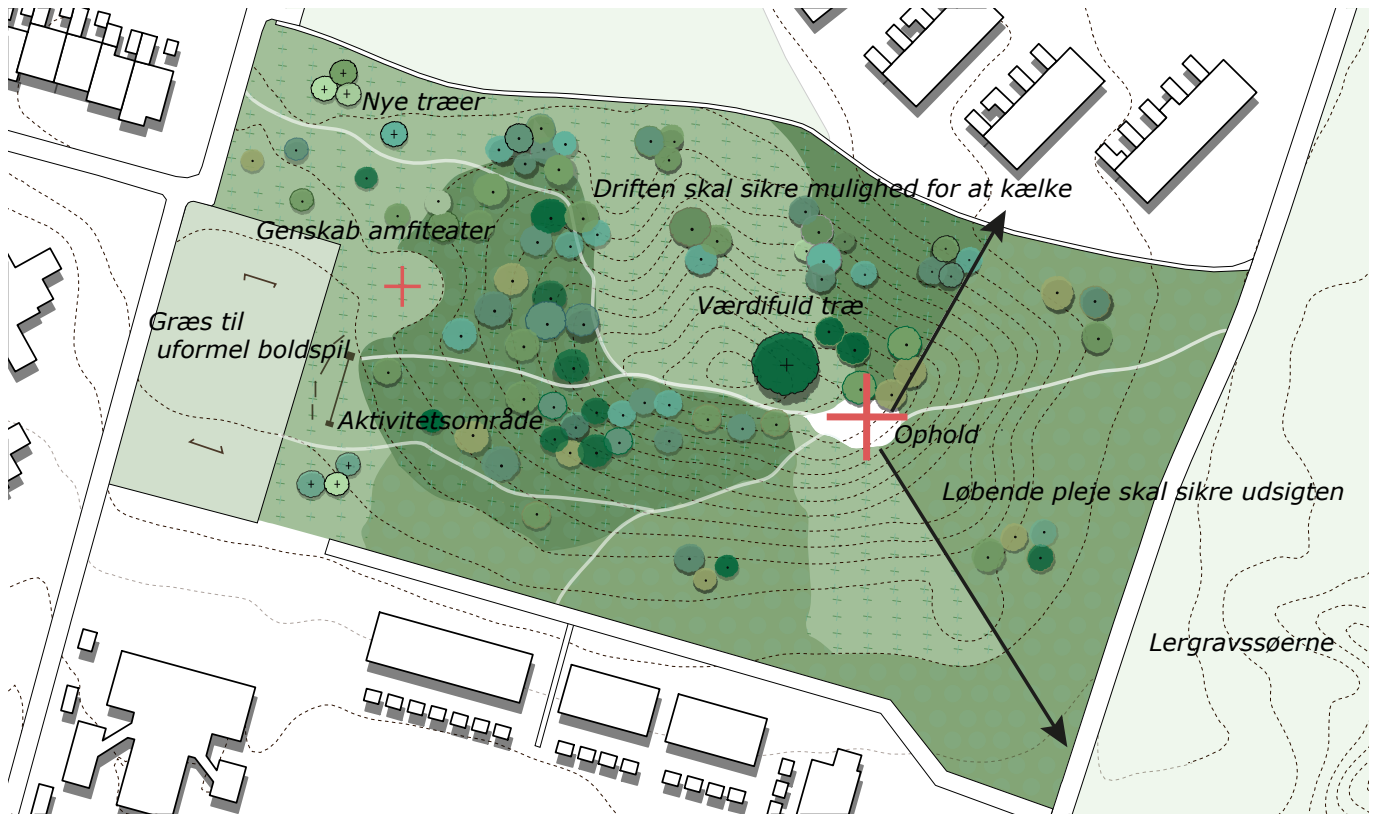 Nye træer
Driften skal sikre mulighed for at kælke
Genskab amfiteater
Værdifuld træ
Græs til
uformel boldspil
Aktivitetsområde
Ophold
Løbende pleje skal sikre udsigten
Lergravssøerne